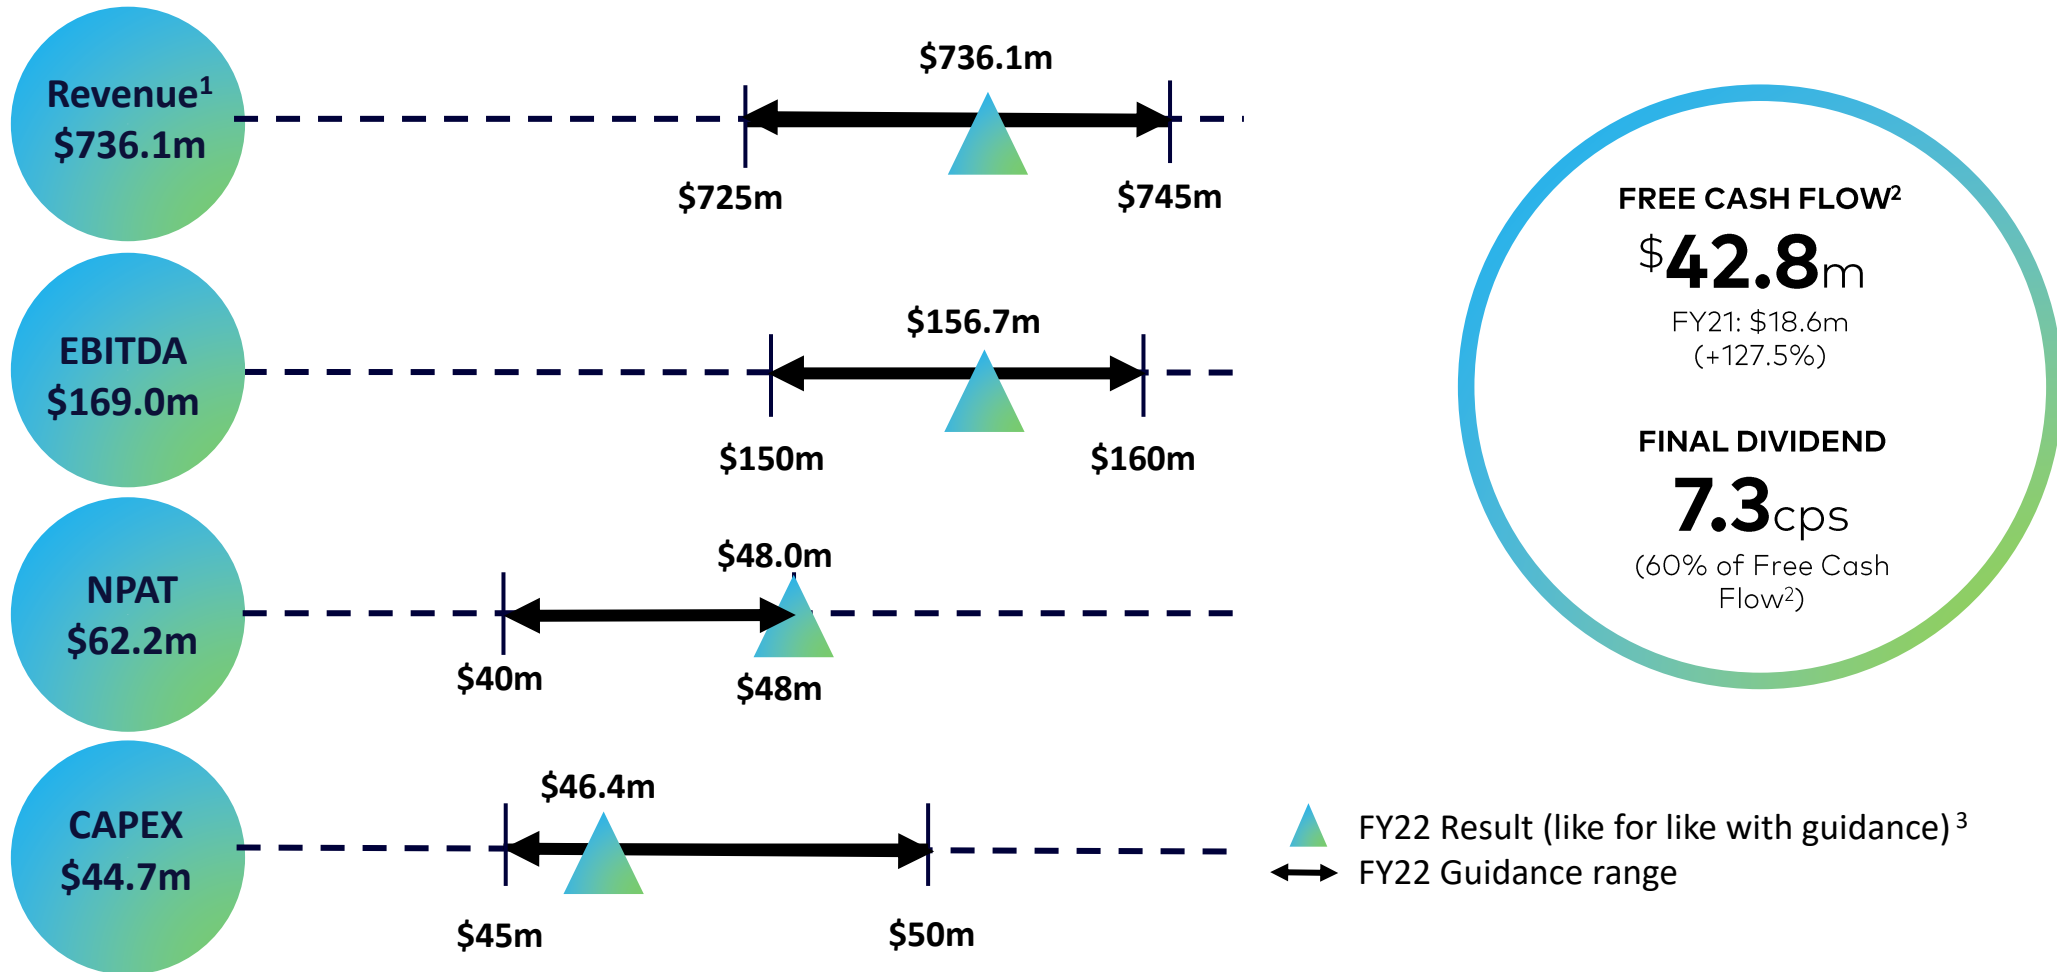 Revenue¹
$736.1m
$736.1m
$725m
$745m
EBITDA
$169.0m
$156.7m
$150m
$160m
NPAT
$62.2m
$48.0m
$40m
$48m
CAPEX
$44.7m
$46.4m
$45m
$50m
FREE CASH FLOW²
$42.8m
FY21: $18.6m
(+127.5%)
FINAL DIVIDEND
7.3cps
(60% of Free Cash
Flow²)
FY22 Result (like for like with guidance) ³
FY22 Guidance range